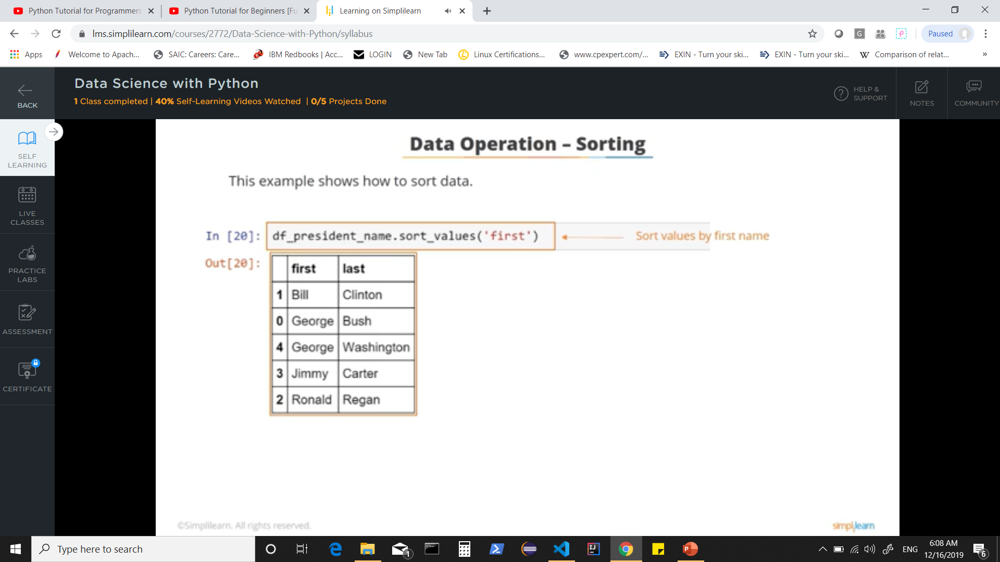 Python Tutorial for Programmers
Python Tutorial for Beginners [Fu
Learning on Simplilearn
lms.simplilearn.com/courses/2772/Data-Science-with-Python/syllabus
G
Paused
Apps
Welcome to Apach...
SAIC: Careers: Care...
IBM Redbooks | Acc...
LOGIN
New Tab
Linux Certifications...
www.cpexpert.com/...
EXIN - Turn your ski...
EXIN - Turn your ski...
W Comparison of relat...
»
BACK
Data Science with Python
1 Class completed | 40% Self-Learning Videos Watched | 0/5 Projects Done
HELP &
SUPPORT
NOTES
COMMUNITY
SELF
LEARNING
LIVE
CLASSES
PRACTICE
LABS
ASSESSMENT
CERTIFICATE
Data Operation – Sorting
This example shows how to sort data.
In [20]: df_president_name.sort_values('first')
Sort values by first name
Out[20]:
first last
1 Bill Clinton
0 George Bush
4 George Washington
3 Jimmy Carter
2 Ronald Regan
©Simplilearn. All rights reserved.
simplilearn
Type here to search
1
IJ
P
ENG
6:08 AM
12/16/2019
6